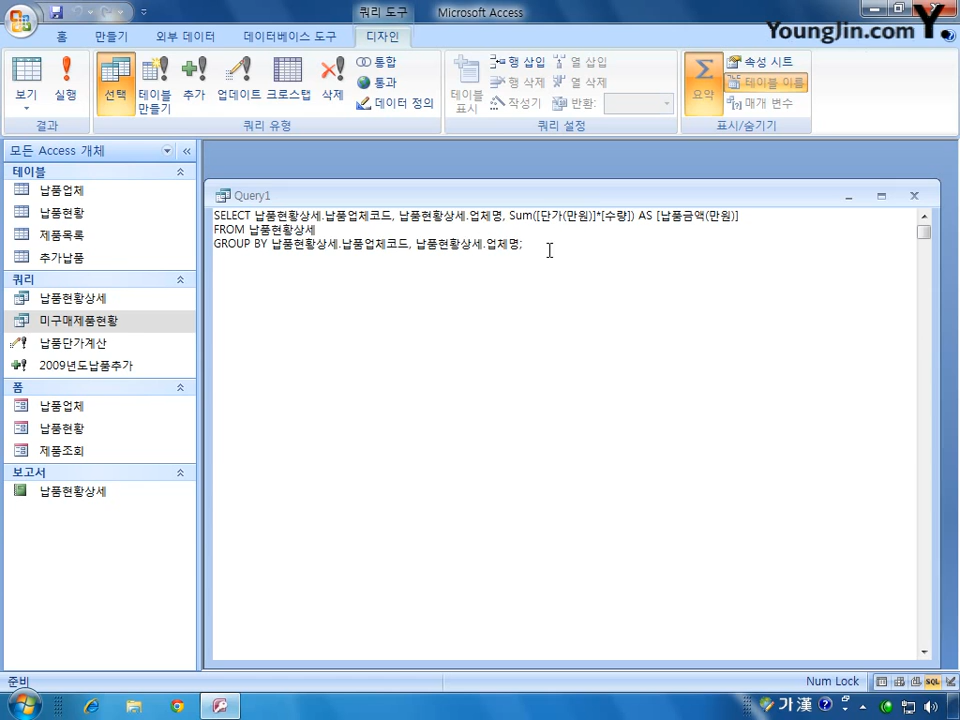 쿼리 도구
Microsoft Access
YoungJin.com Y.
홈
만들기
외부 데이터
데이터베이스 도구
디자인
보기
실행
선택
테이블
만들기
추가
업데이트
크로스탭
삭제
통합
통과
데이터 정의
테이블
표시
행 삽입
행 삭제
작성기
열 삽입
열 삭제
반환:
요약
속성 시트
테이블 이름
매개 변수
결과
쿼리 유형
쿼리 설정
표시/숨기기
모든 Access 개체
테이블
납품업체
납품현황
제품목록
추가납품
쿼리
납품현황상세
미구매제품현황
납품단가계산
2009년도납품추가
폼
납품업체
납품현황
제품조회
보고서
납품현황상세
Query1
SELECT 납품현황상세.납품업체코드, 납품현황상세.업체명, Sum([단가(만원)]*[수량]) AS [납품금액(만원)]
FROM 납품현황상세
GROUP BY 납품현황상세.납품업체코드, 납품현황상세.업체명;
준비
Num Lock
SQL
가 漢